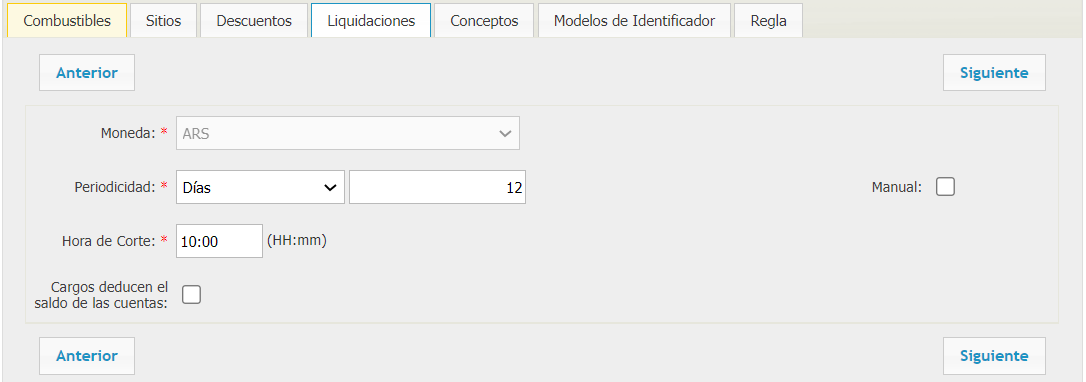 Combustibles Sitios Descuentos Liquidaciones Conceptos Modelos de Identificador Regla
Anterior Siguiente
Moneda: * ARS
Periodicidad: * Días 12 Manual:
Hora de Corte: * 10:00 (HH:mm)
Cargos deducen el
saldo de las cuentas:
Anterior Siguiente